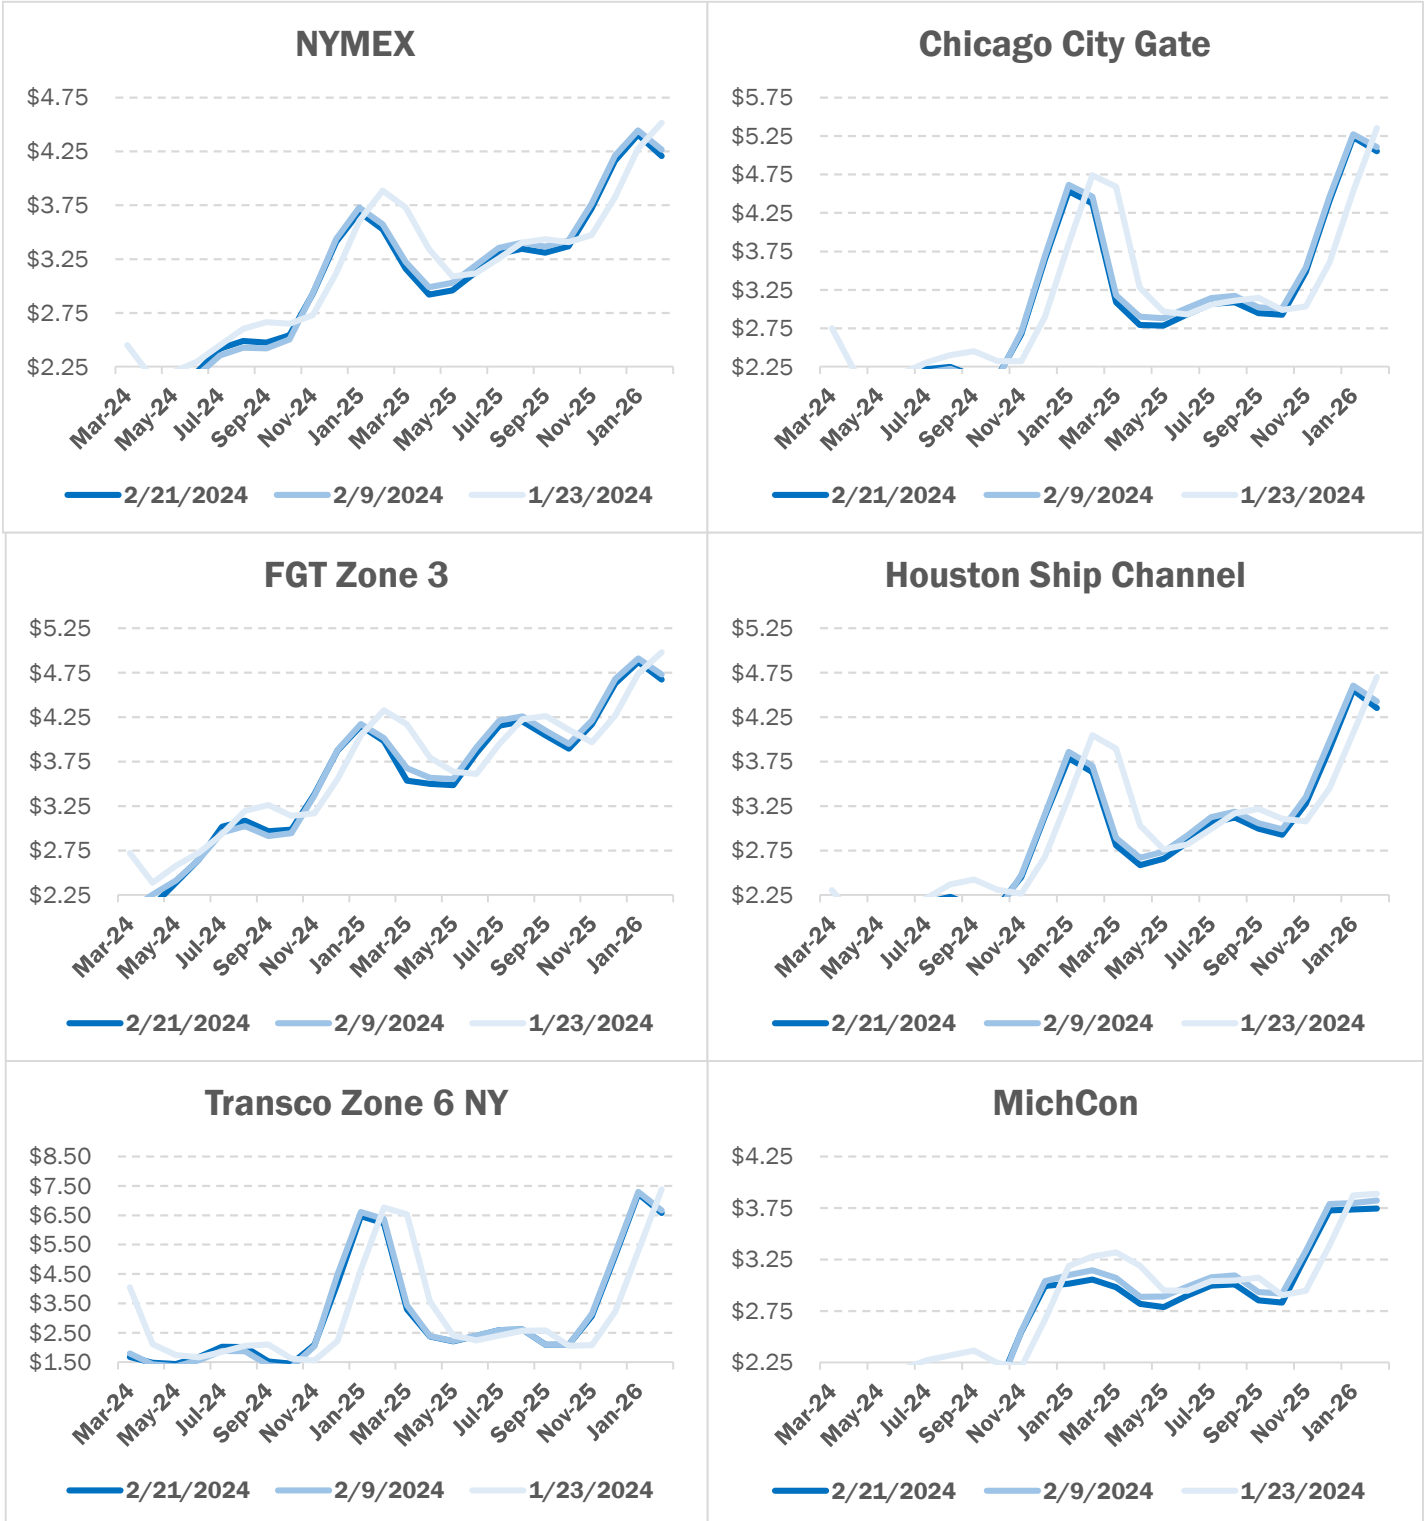 NYMEX
$4.75
$4.25
$3.75
$3.25
$2.75
$2.25
Mar-24 May-24 Jul-24 Sep-24 Nov-24 Jan-25 Mar-25 May-25 Jul-25 Sep-25 Nov-25 Jan-26
2/21/2024 2/9/2024 1/23/2024
Chicago City Gate
$5.75
$5.25
$4.75
$4.25
$3.75
$3.25
$2.75
$2.25
Mar-24 May-24 Jul-24 Sep-24 Nov-24 Jan-25 Mar-25 May-25 Jul-25 Sep-25 Nov-25 Jan-26
2/21/2024 2/9/2024 1/23/2024
FGT Zone 3
$5.25
$4.75
$4.25
$3.75
$3.25
$2.75
$2.25
Mar-24 May-24 Jul-24 Sep-24 Nov-24 Jan-25 Mar-25 May-25 Jul-25 Sep-25 Nov-25 Jan-26
2/21/2024 2/9/2024 1/23/2024
Houston Ship Channel
$5.25
$4.75
$4.25
$3.75
$3.25
$2.75
$2.25
Mar-24 May-24 Jul-24 Sep-24 Nov-24 Jan-25 Mar-25 May-25 Jul-25 Sep-25 Nov-25 Jan-26
2/21/2024 2/9/2024 1/23/2024
Transco Zone 6 NY
$8.50
$7.50
$6.50
$5.50
$4.50
$3.50
$2.50
$1.50
Mar-24 May-24 Jul-24 Sep-24 Nov-24 Jan-25 Mar-25 May-25 Jul-25 Sep-25 Nov-25 Jan-26
2/21/2024 2/9/2024 1/23/2024
MichCon
$4.25
$3.75
$3.25
$2.75
$2.25
Mar-24 May-24 Jul-24 Sep-24 Nov-24 Jan-25 Mar-25 May-25 Jul-25 Sep-25 Nov-25 Jan-26
2/21/2024 2/9/2024 1/23/2024